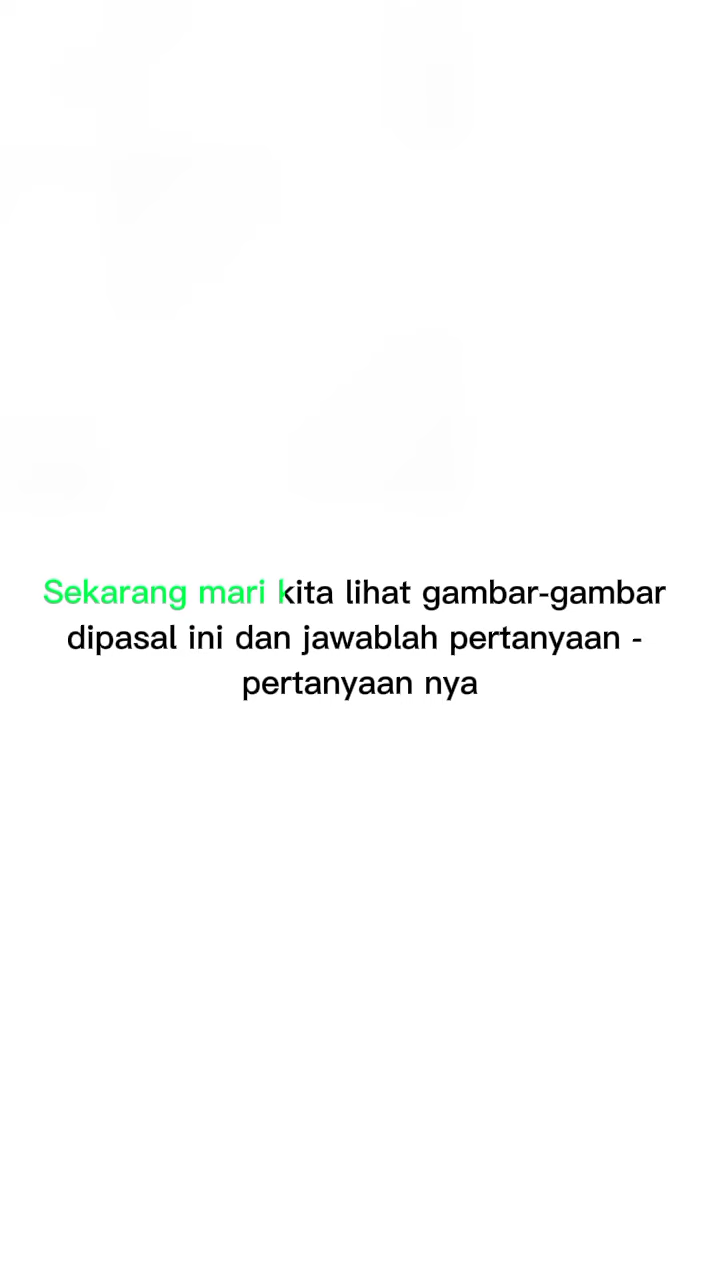 Sekarang mari kita lihat gambar-gambar
dipasal ini dan jawablah pertanyaan -
pertanyaan nya